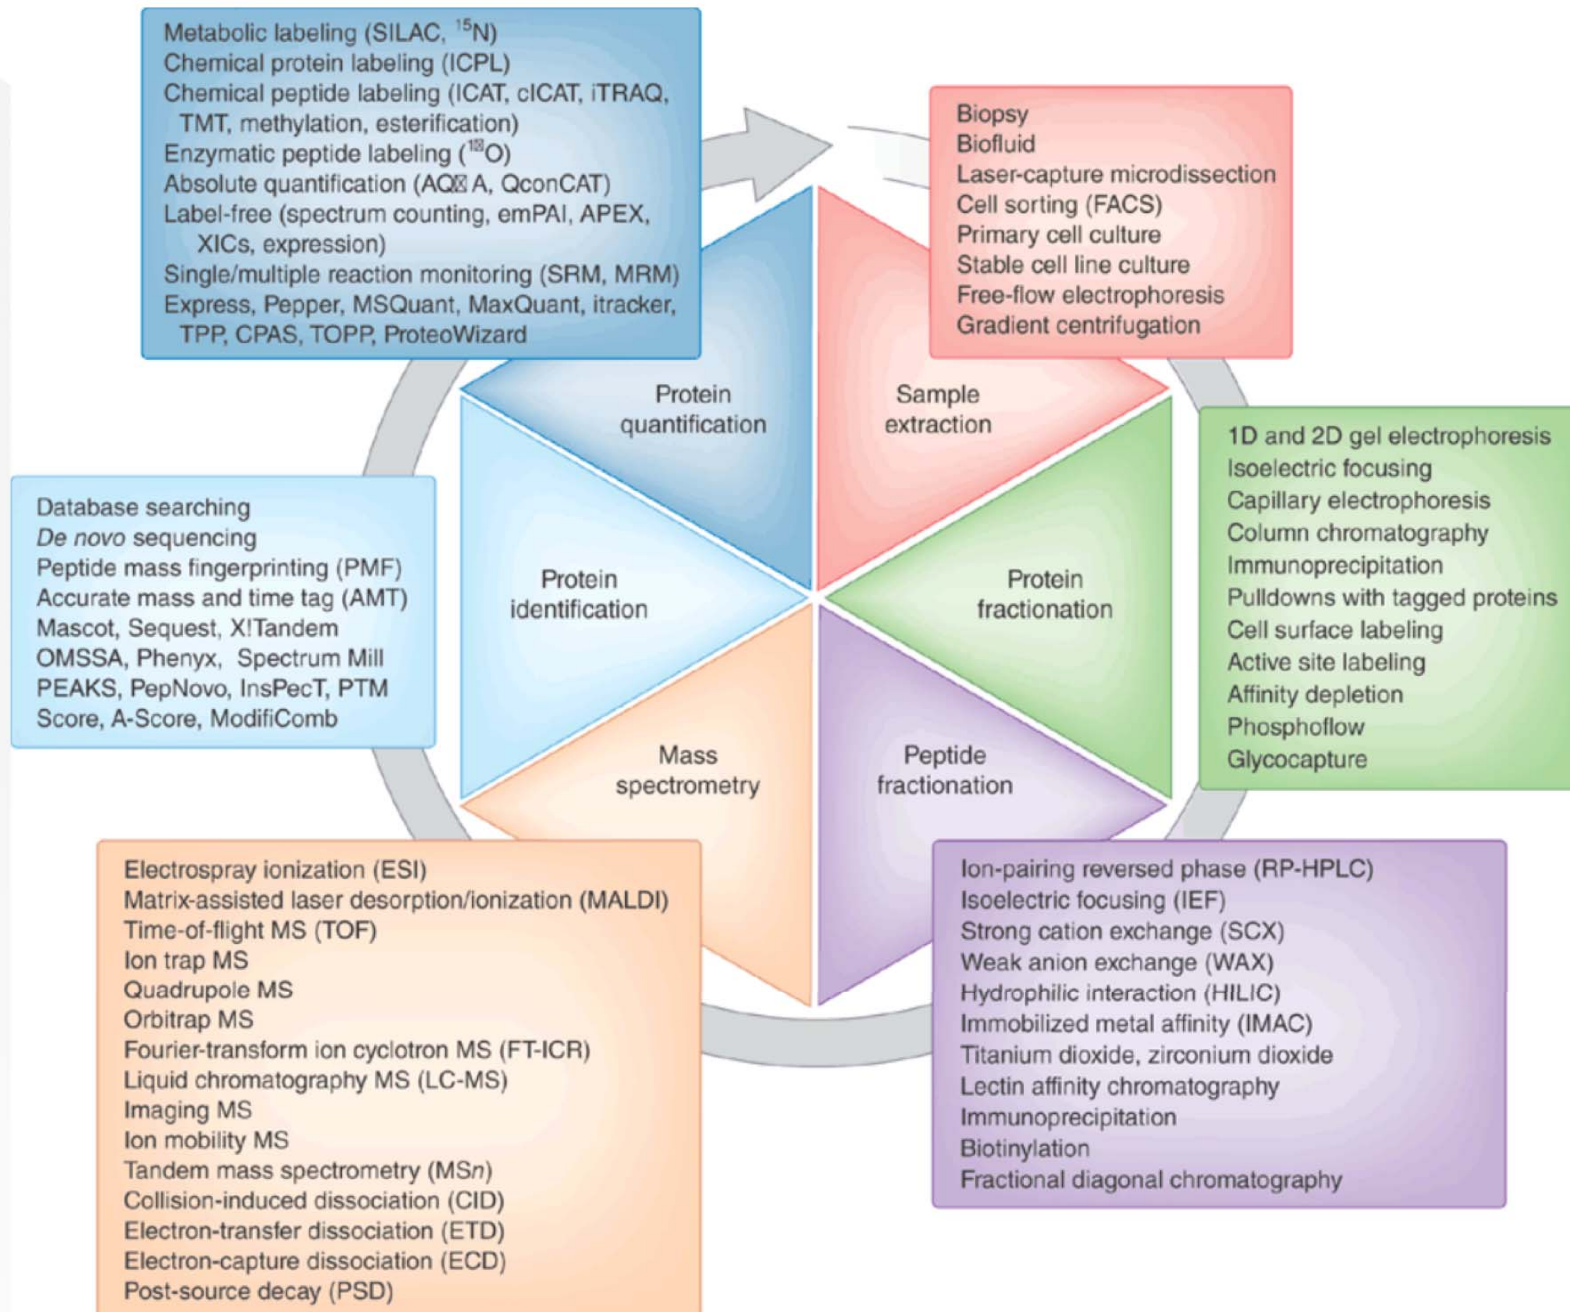 Metabolic labeling (SILAC, ¹⁵N)
Chemical protein labeling (ICPL)
Chemical peptide labeling (ICAT, cICAT, iTRAQ,
TMT, methylation, esterification)
Enzymatic peptide labeling
Absolute quantification QconCAT)
Label-free (spectrum counting, emPAI, APEX,
XICs, expression)
Single/multiple reaction monitoring (SRM, MRM)
Express, Pepper, MSQuant, MaxQuant, itracker,
TPP, CPAS, TOPP, ProteoWizard
Biopsy
Biofluid
Laser-capture microdissection
Cell sorting (FACS)
Primary cell culture
Stable cell line culture
Free-flow electrophoresis
Gradient centrifugation
Protein
quantification
Sample
extraction
1D and 2D gel electrophoresis
Isoelectric focusing
Capillary electrophoresis
Column chromatography
Immunoprecipitation
Pulldowns with tagged proteins
Cell surface labeling
Active site labeling
Affinity depletion
Phosphoflow
Glycocapture
Database searching
De novo sequencing
Peptide mass fingerprinting (PMF)
Accurate mass and time tag (AMT)
Mascot, Sequest, X!Tandem
OMSSA, Phenyx, Spectrum Mill
PEAKS, PepNovo, InsPecT, PTM
Score, A-Score, ModifiComb
Protein
identification
Protein
fractionation
Mass
spectrometry
Peptide
fractionation
Electrospray ionization (ESI)
Matrix-assisted laser desorption/ionization (MALDI)
Time-of-flight MS (TOF)
Ion trap MS
Quadrupole MS
Orbitrap MS
Fourier-transform ion cyclotron MS (FT-ICR)
Liquid chromatography MS (LC-MS)
Imaging MS
Ion mobility MS
Tandem mass spectrometry (MSn)
Collision-induced dissociation (CID)
Electron-transfer dissociation (ETD)
Electron-capture dissociation (ECD)
Post-source decay (PSD)
Ion-pairing reversed phase (RP-HPLC)
Isoelectric focusing (IEF)
Strong cation exchange (SCX)
Weak anion exchange (WAX)
Hydrophilic interaction (HILIC)
Immobilized metal affinity (IMAC)
Titanium dioxide, zirconium dioxide
Lectin affinity chromatography
Immunoprecipitation
Biotinylation
Fractional diagonal chromatography